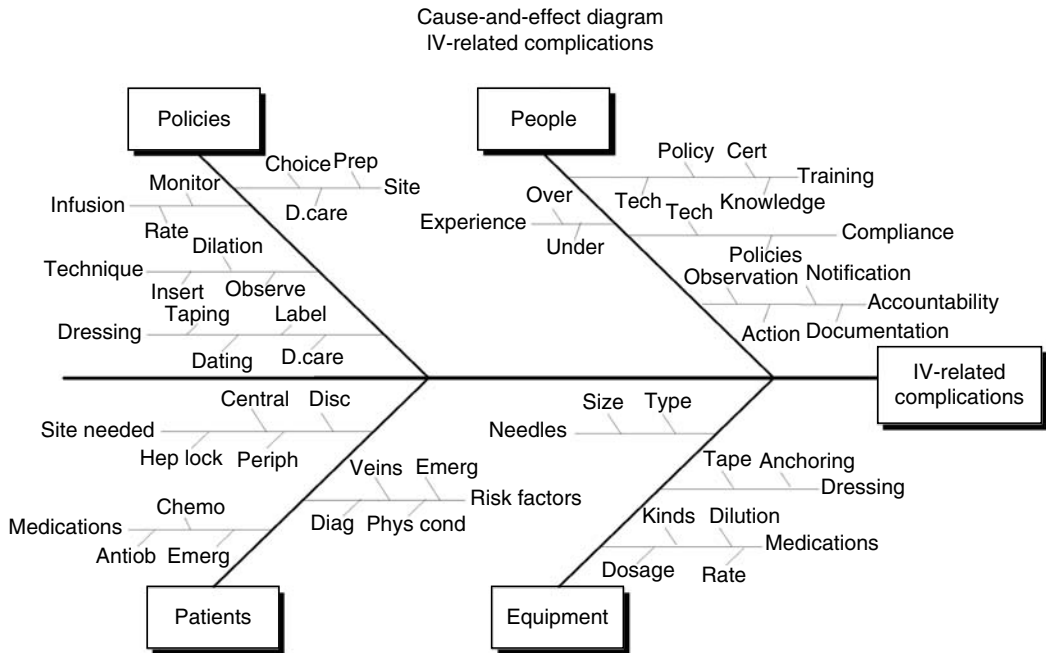 Cause-and-effect diagram
IV-related complications
Policies
People
Choice Prep
Site
D.care
Monitor
Infusion
Rate
Dilation
Technique
Insert Observe
Taping Label
Dressing
Dating D.care
Policy Cert
Training
Tech Knowledge
Over
Experience
Under
Tech
Compliance
Policies
Observation Notification
Accountability
Action Documentation
IV-related
complications
Central Disc
Site needed
Hep lock Periph
Veins Emerg
Risk factors
Diag Phys cond
Chemo
Medications
Antiob Emerg
Patients
Size Type
Needles
Tape Anchoring
Dressing
Kinds Dilution
Medications
Dosage Rate
Equipment